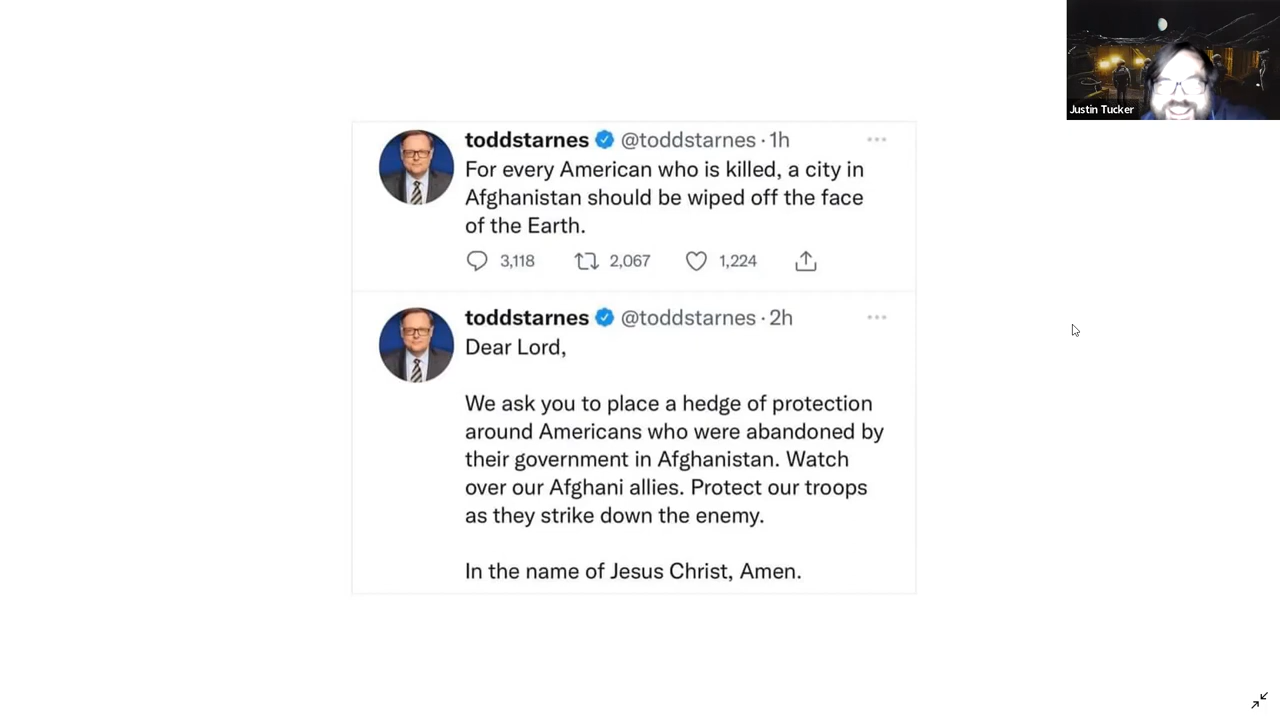 toddstarnes @toddstarnes · 1h
For every American who is killed, a city in
Afghanistan should be wiped off the face
of the Earth.
3,118 2,067 1,224
toddstarnes @toddstarnes · 2h
Dear Lord,
We ask you to place a hedge of protection
around Americans who were abandoned by
their government in Afghanistan. Watch
over our Afghani allies. Protect our troops
as they strike down the enemy.
In the name of Jesus Christ, Amen.
Justin Tucker